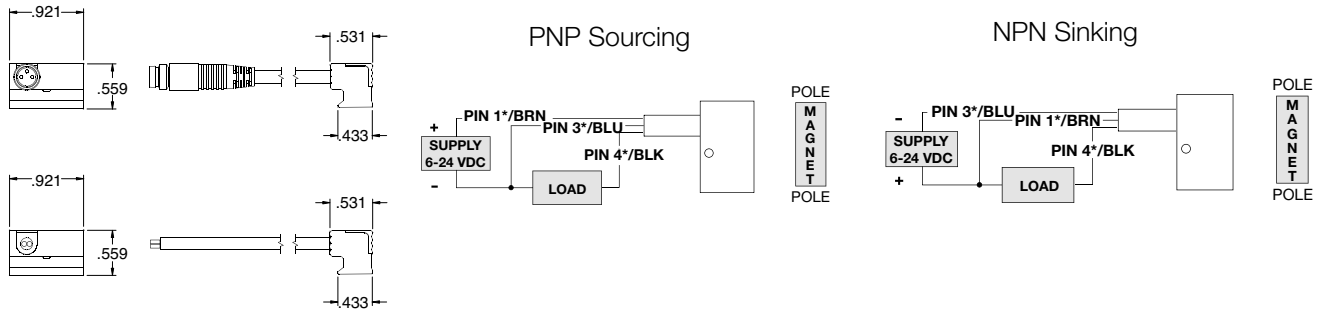 .921
.559
.531
.433
.921
.559
.531
.433
PNP Sourcing
PIN 1*/BRN
PIN 3*/BLU
PIN 4*/BLK
+
SUPPLY
6-24 VDC
-
LOAD
POLE
MAGNET
POLE
NPN Sinking
PIN 3*/BLU
PIN 1*/BRN
PIN 4*/BLK
-
SUPPLY
6-24 VDC
+
LOAD
POLE
MAGNET
POLE